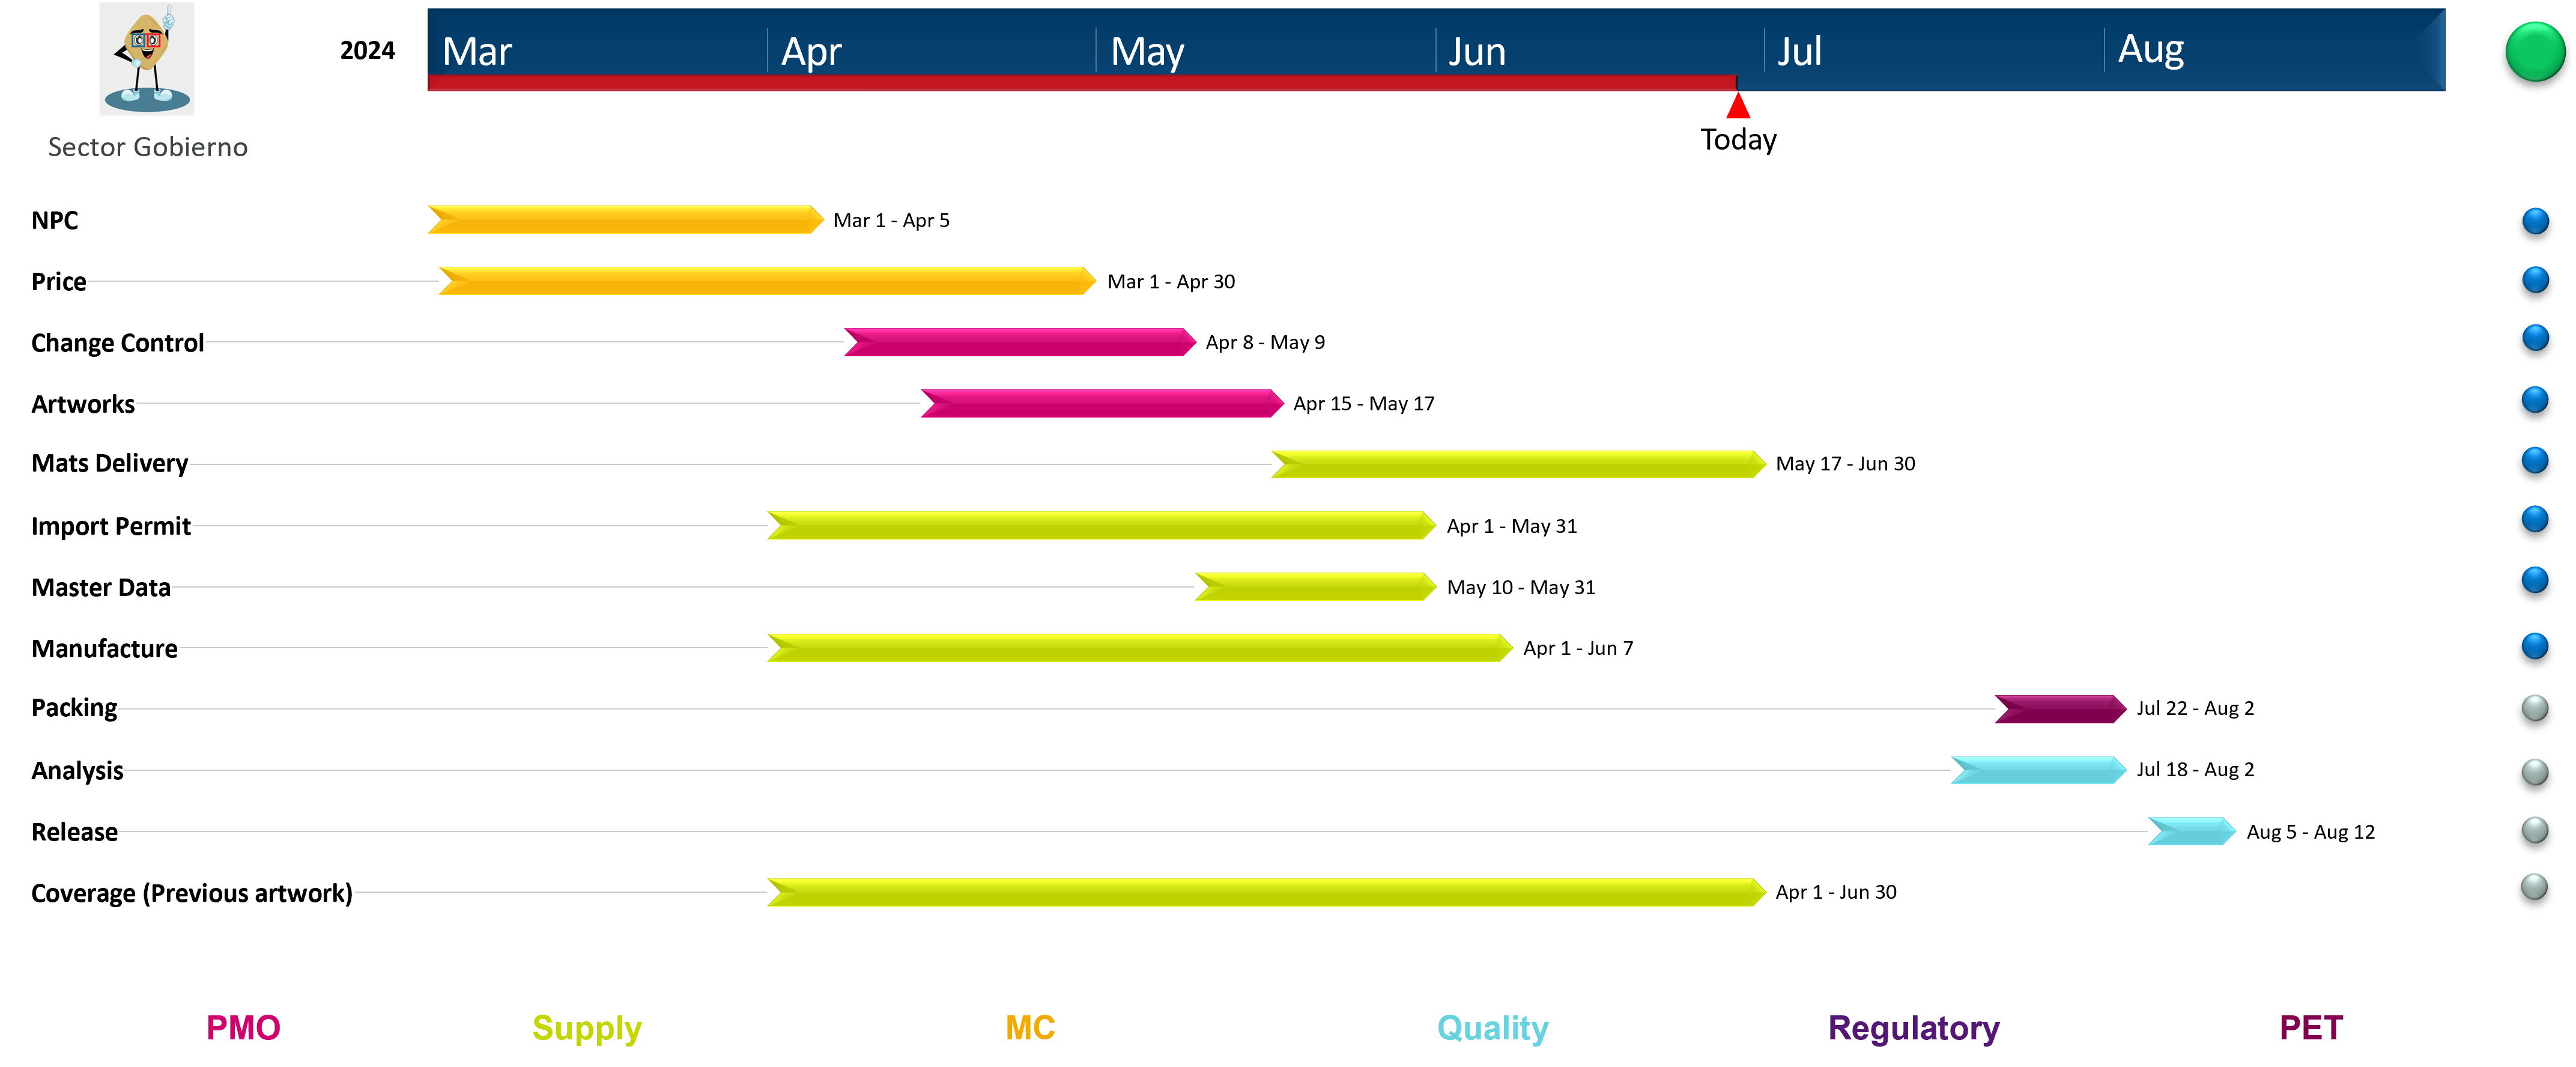 2024
Mar
Apr
May
Jun
Jul
Aug
Today
Sector Gobierno
NPC
Mar 1 - Apr 5
Price
Mar 1 - Apr 30
Change Control
Apr 8 - May 9
Artworks
Apr 15 - May 17
Mats Delivery
May 17 - Jun 30
Import Permit
Apr 1 - May 31
Master Data
May 10 - May 31
Manufacture
Apr 1 - Jun 7
Packing
Jul 22 - Aug 2
Analysis
Jul 18 - Aug 2
Release
Aug 5 - Aug 12
Coverage (Previous artwork)
Apr 1 - Jun 30
PMO
Supply
MC
Quality
Regulatory
PET